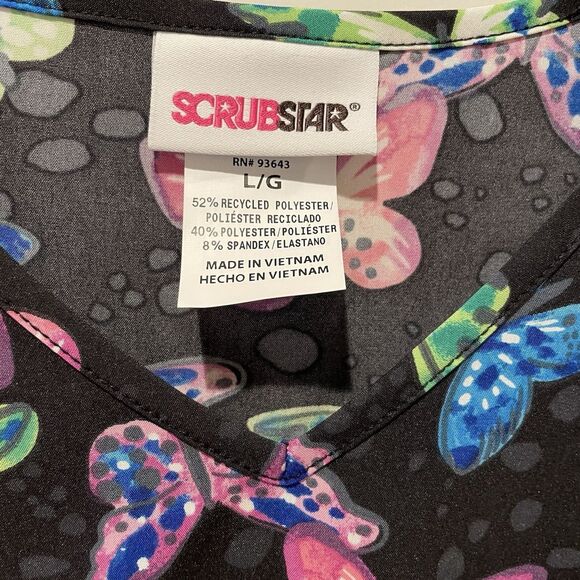 SCRUBSTAR®
RN# 93643
L/G
52% RECYCLED POLYESTER/
POLIÉSTER RECICLADO
40% POLYESTER/POLIÉSTER
8% SPANDEX/ELASTANO
MADE IN VIETNAM
HECHO EN VIETNAM